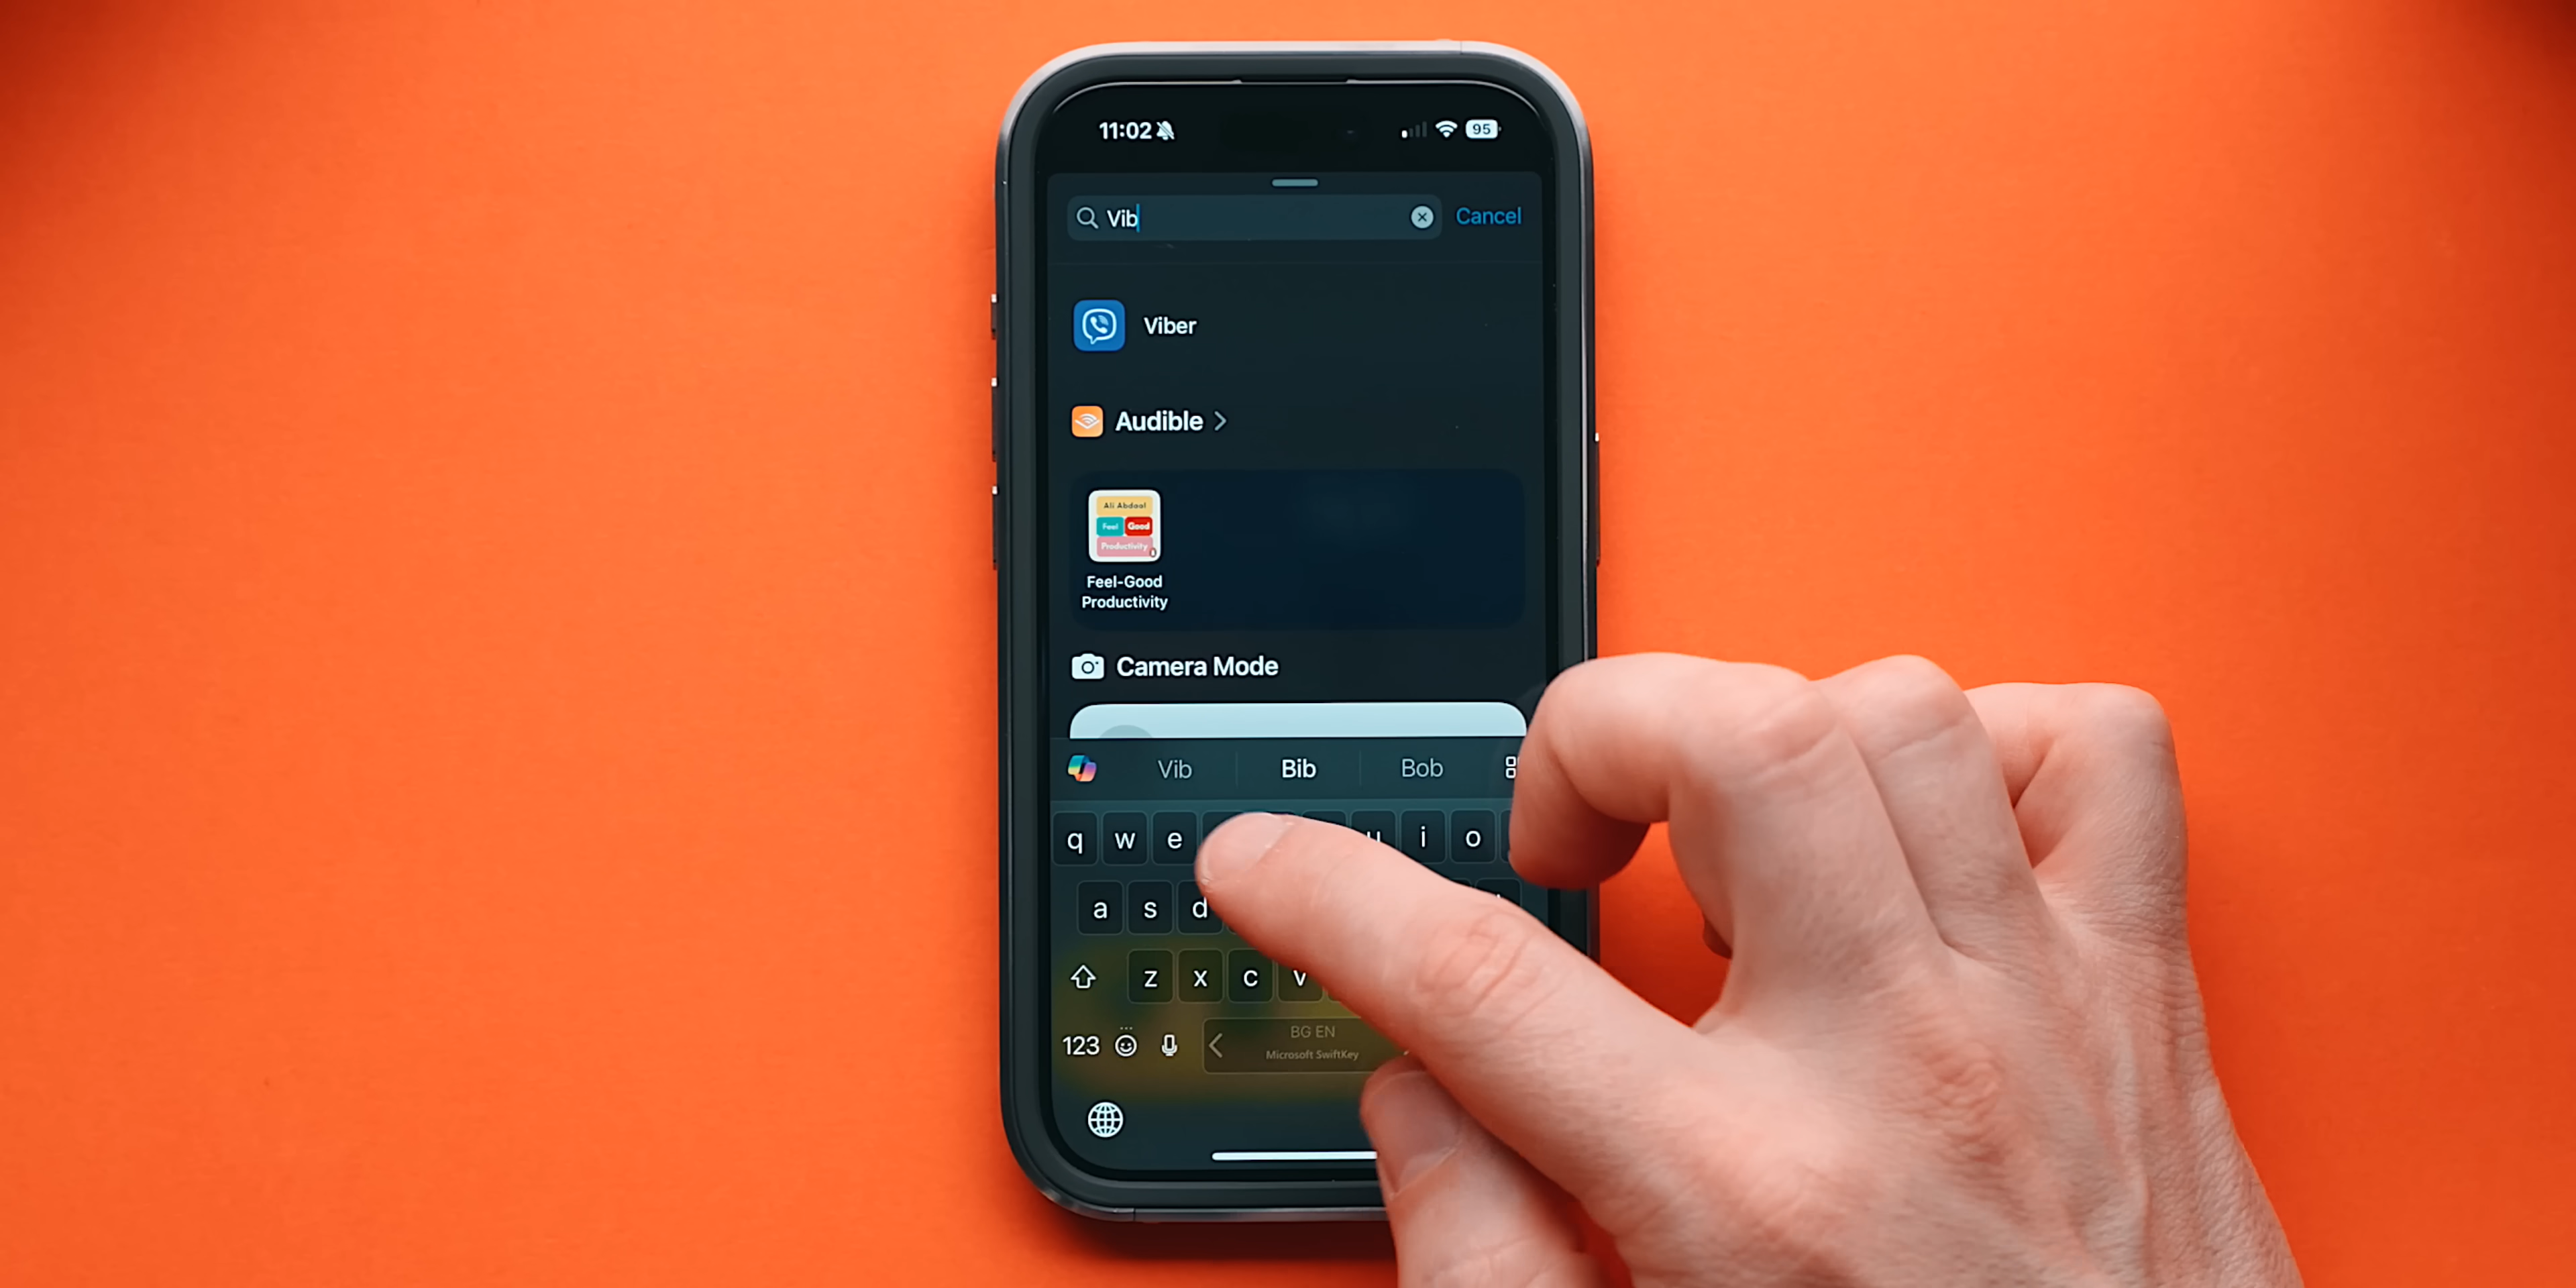 11:02
95
Vib
Cancel
Viber
Audible
Ali Abdaal
Feel Good
Productivity
Feel-Good
Productivity
Camera Mode
Vib Bib Bob
q w e u i o
a s d
z x c v
123
BG EN
Microsoft SwiftKey